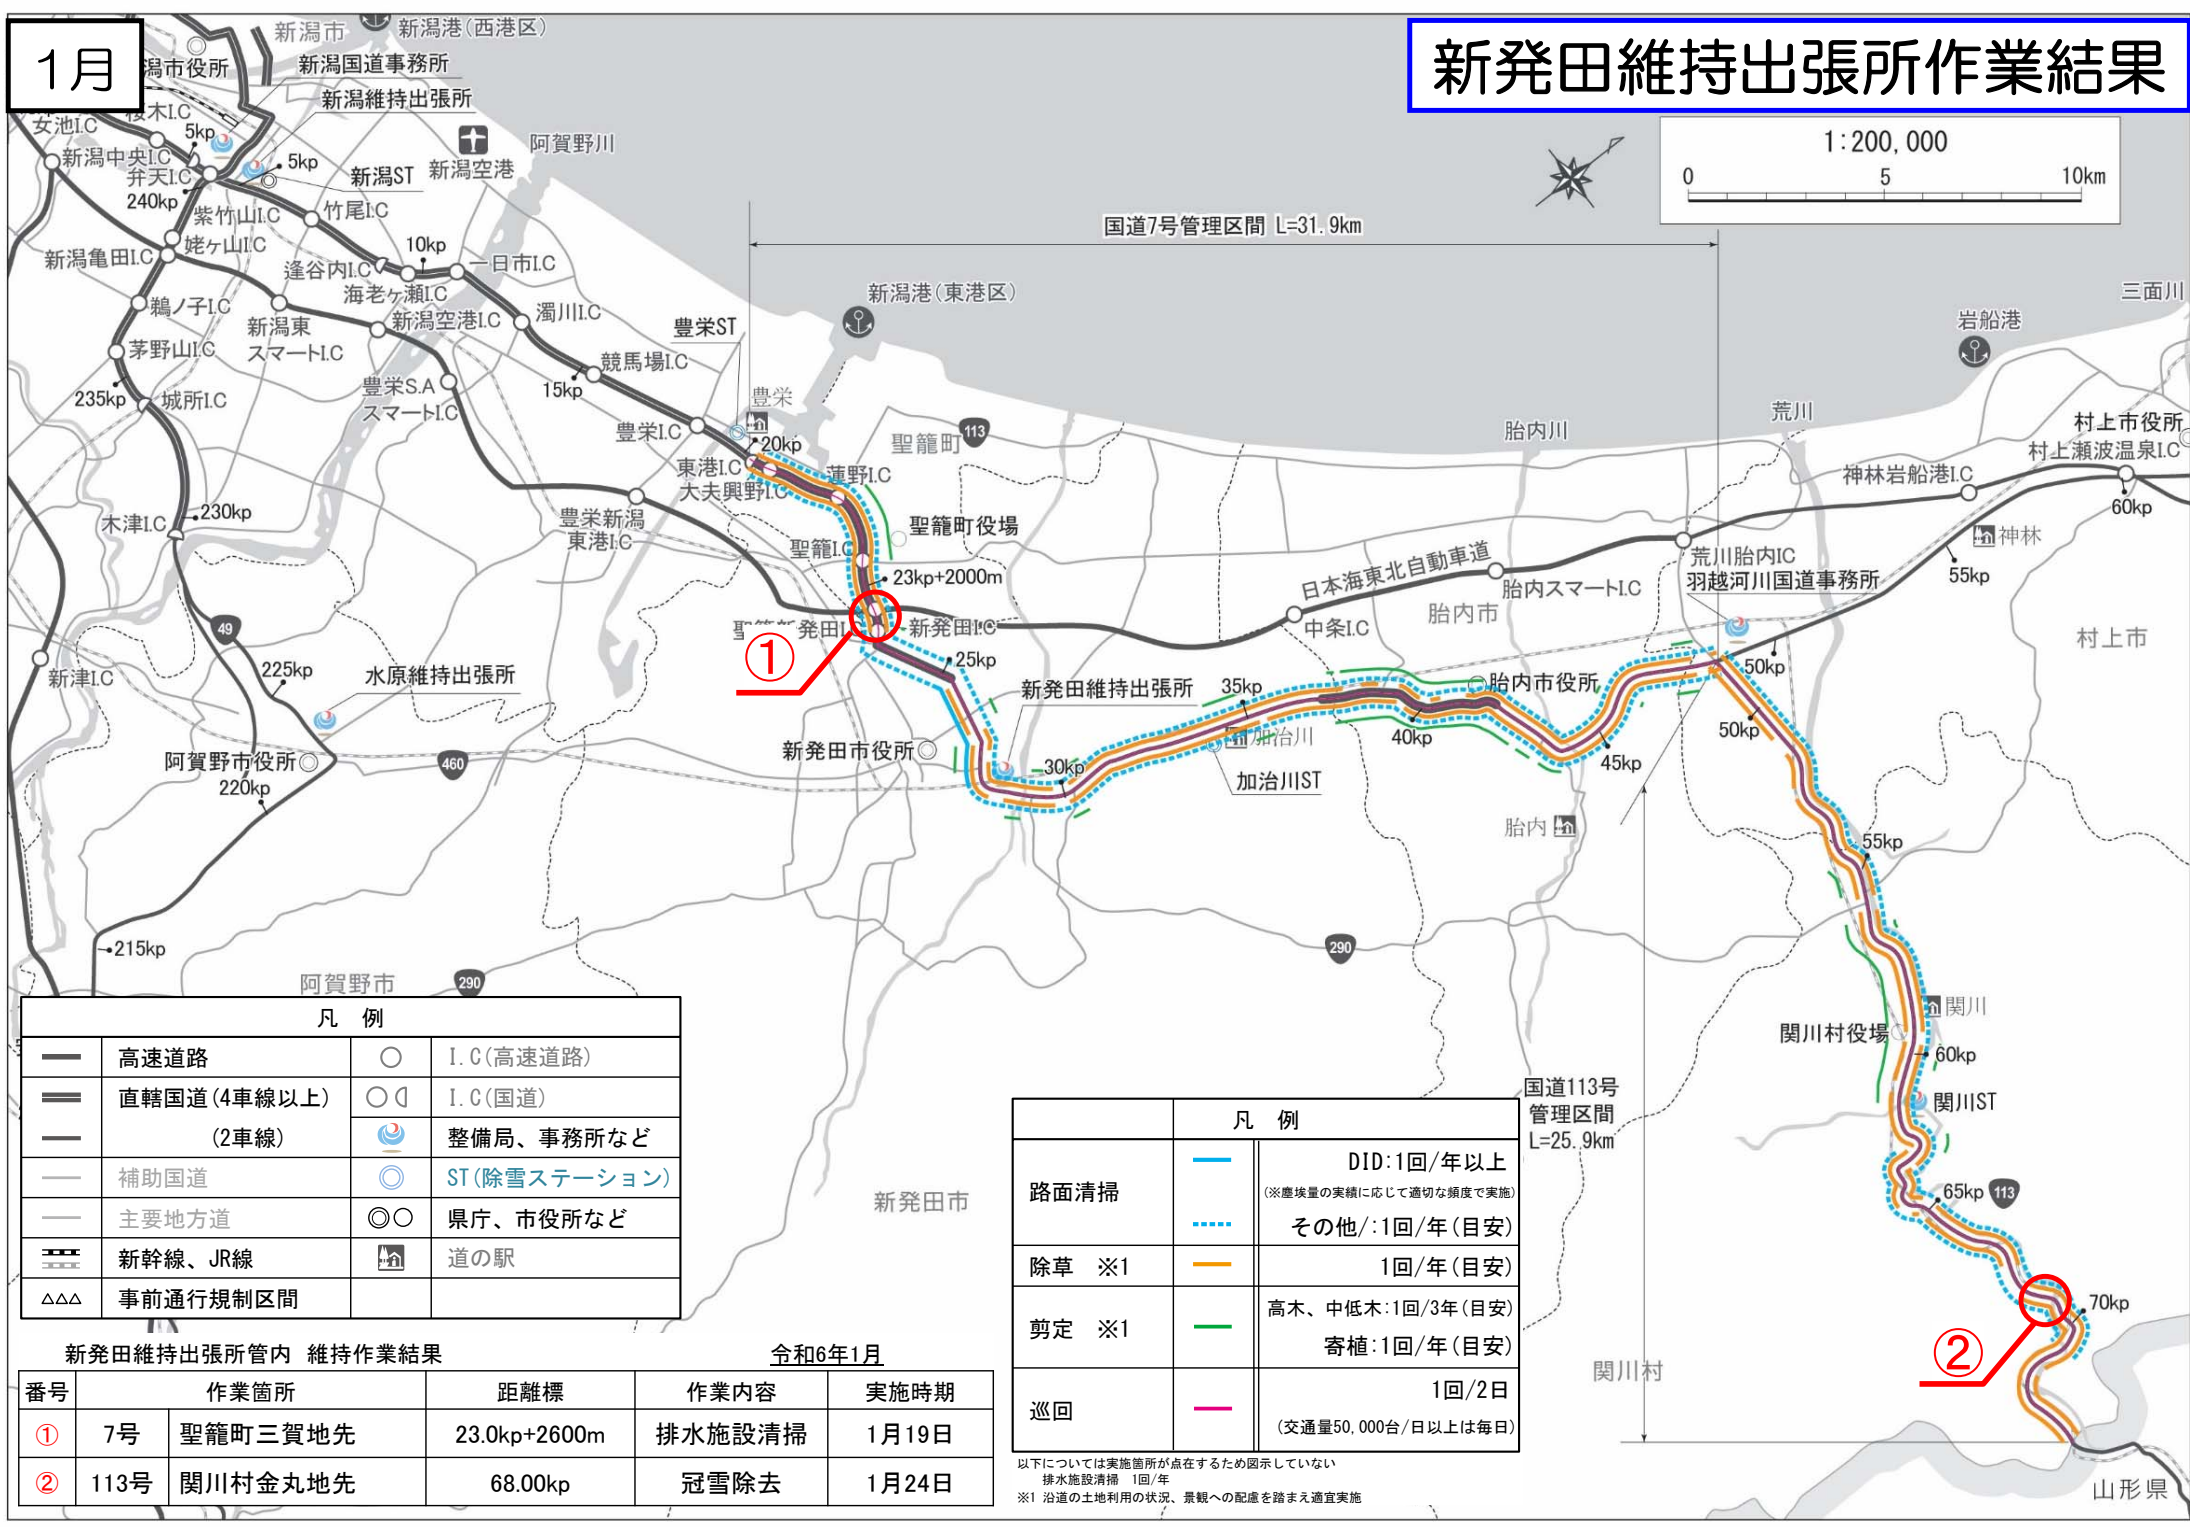 1月
新発田維持出張所作業結果
新潟市
新潟港(西港区)
潟市役所
新潟国道事務所
新潟維持出張所
桜木I.C
女池I.C
5kp
新潟中央I.C
弁天I.C
5kp
新潟ST
新潟空港
阿賀野川
240kp
紫竹山I.C
竹尾I.C
姥ヶ山I.C
新潟亀田I.C
10kp
逢谷内I.C
一日市I.C
海老ヶ瀬I.C
鵜ノ子I.C
新潟東
スマートI.C
新潟空港I.C
濁川I.C
茅野山I.C
235kp
城所I.C
豊栄S.A
スマートI.C
15kp
競馬場I.C
豊栄ST
豊栄
豊栄I.C
20kp
新潟港(東港区)
1:200,000
0
5
10km
国道7号管理区間 L=31.9km
三面川
岩船港
荒川
胎内川
村上市役所
村上瀬波温泉I.C
神林岩船港I.C
60kp
神林
55kp
聖籠町
113
東港I.C
蓮野I.C
大夫興野I.C
木津I.C
230kp
豊栄新潟
東港I.C
聖籠町役場
聖籠I.C
23kp+2000m
日本海東北自動車道
荒川胎内IC
羽越河川国道事務所
胎内スマートI.C
胎内市
中条I.C
聖籠新発田I.C
新発田I.C
①
49
225kp
新津I.C
水原維持出張所
25kp
新発田維持出張所
35kp
胎内市役所
50kp
村上市
50kp
40kp
45kp
加治川
加治川ST
30kp
新発田市役所
阿賀野市役所
460
220kp
胎内
55kp
215kp
阿賀野市
290
290
関川
関川村役場
60kp
関川ST
国道113号
管理区間
L=25.9km
65kp
113
新発田市
70kp
②
関川村
山形県
凡 例
高速道路
I.C(高速道路)
直轄国道(4車線以上)
I.C(国道)
(2車線)
整備局、事務所など
補助国道
ST(除雪ステーション)
主要地方道
県庁、市役所など
新幹線、JR線
道の駅
事前通行規制区間
凡 例
路面清掃
DID:1回/年以上
(※塵埃量の実績に応じて適切な頻度で実施)
その他/:1回/年(目安)
除草 ※1
1回/年(目安)
剪定 ※1
高木、中低木:1回/3年(目安)
寄植:1回/年(目安)
巡回
1回/2日
(交通量50,000台/日以上は毎日)
以下については実施箇所が点在するため図示していない
排水施設清掃 1回/年
※1 沿道の土地利用の状況、景観への配慮を踏まえ適宜実施
新発田維持出張所管内 維持作業結果
令和6年1月
番号 作業箇所 距離標 作業内容 実施時期
① 7号 聖籠町三賀地先 23.0kp+2600m 排水施設清掃 1月19日
② 113号 関川村金丸地先 68.00kp 冠雪除去 1月24日